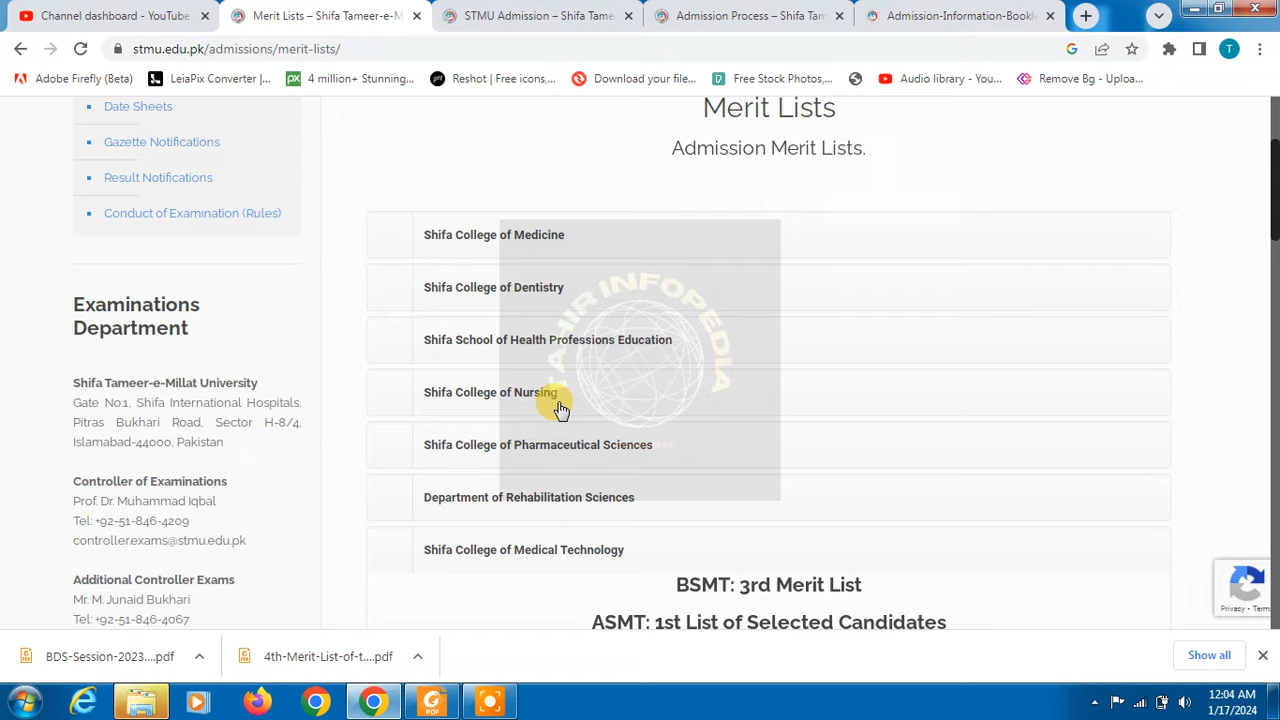 Channel dashboard - YouTube
Merit Lists – Shifa Tameer-e-M
STMU Admission – Shifa Tame
Admission Process – Shifa Tam
Admission-Information-Bookl
stmu.edu.pk/admissions/merit-lists/
T
Adobe Firefly (Beta)
LeiaPix Converter |...
4 million+ Stunning...
Reshot | Free icons,...
Download your file...
Free Stock Photos,...
Audio library - You...
Remove Bg - Uploa...
Date Sheets
Gazette Notifications
Result Notifications
Conduct of Examination (Rules)
Examinations
Department
Shifa Tameer-e-Millat University
Gate No.1, Shifa International Hospitals,
Pitras Bukhari Road, Sector H-8/4,
Islamabad-44000, Pakistan
Controller of Examinations
Prof. Dr. Muhammad Iqbal
Tel: +92-51-846-4209
controller.exams@stmu.edu.pk
Additional Controller Exams
Mr. M. Junaid Bukhari
Tel: +92-51-846-4067
Merit Lists
Admission Merit Lists.
Shifa College of Medicine
Shifa College of Dentistry
Shifa School of Health Professions Education
Shifa College of Nursing
Shifa College of Pharmaceutical Sciences
Department of Rehabilitation Sciences
Shifa College of Medical Technology
BSMT: 3rd Merit List
ASMT: 1st List of Selected Candidates
INFOPEDIA
Privacy - Term
BDS-Session-2023....pdf
4th-Merit-List-of-t....pdf
Show all
PDF
12:04 AM
1/17/2024